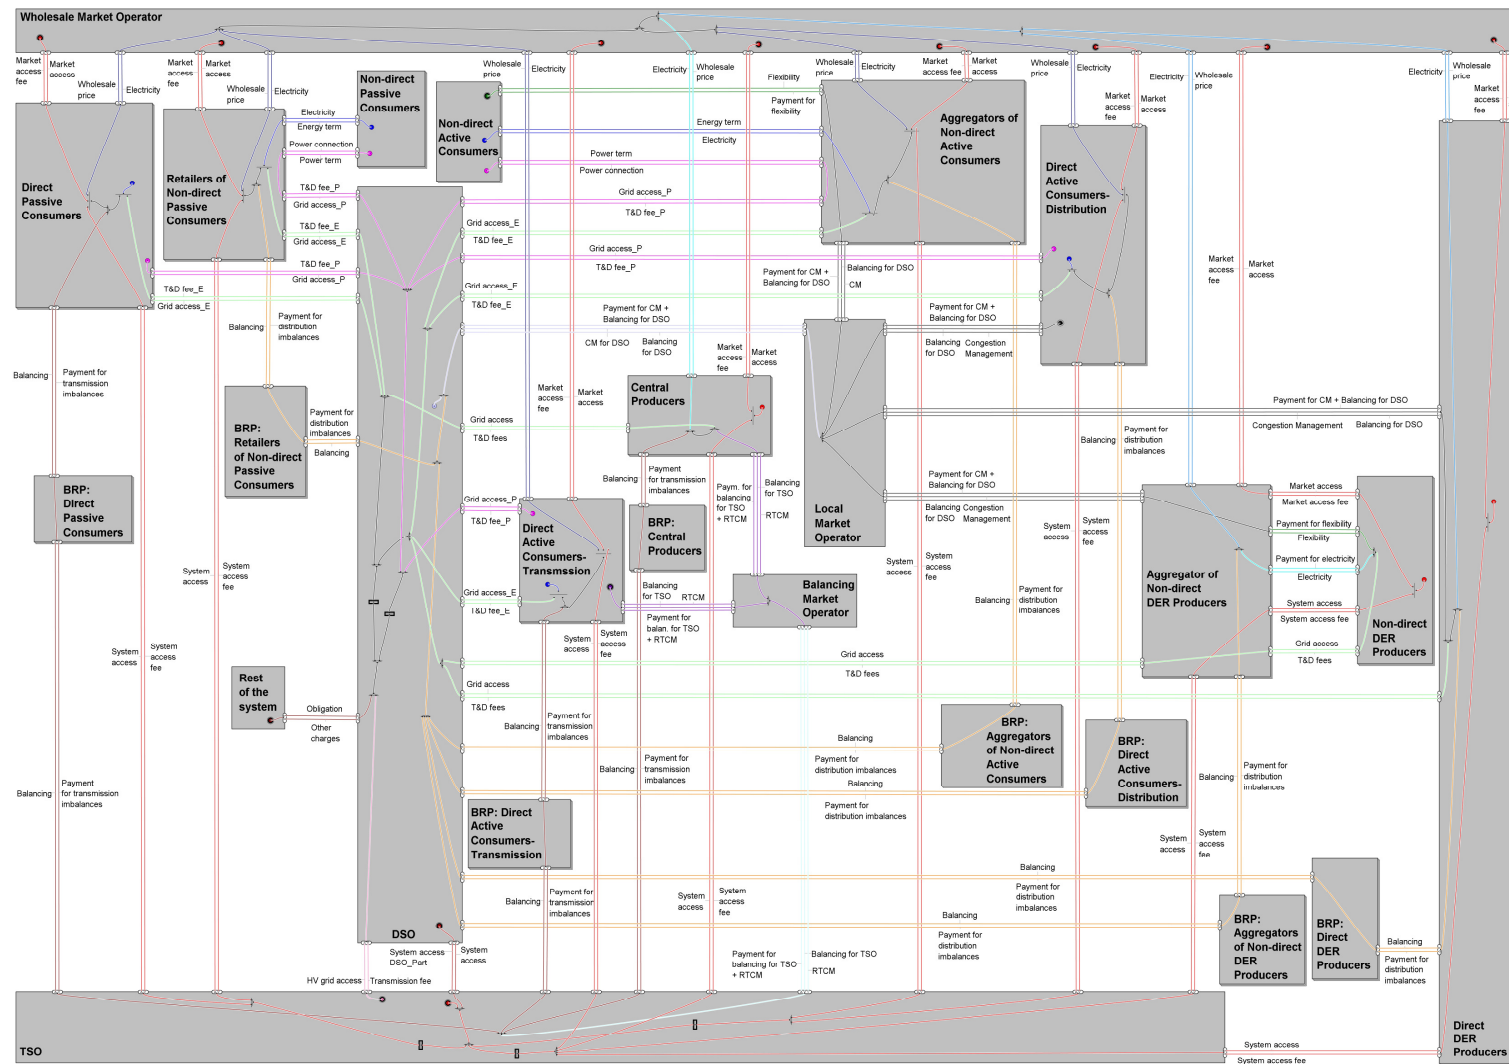 Wholesale Market Operator
Market
access
fee
Market
access
Wholesale
price
Electricity
Market
access
fee
Market
access
Wholesale
price
Electricity
Non-direct
Passive
Consumers
Electricity
Energy term
Power connection
Power term
Direct
Passive
Consumers
Retailers of
Non-direct
Passive
Consumers
Wholesale
price
Electricity
Non-direct
Active
Consumers
Market
access
fee
Market
access
Electricity
Wholesale
price
Market
access
fee
Market
access
Flexibility
Payment for
flexibility
Energy term
Electricity
Power term
Power connection
Wholesale
price
Electricity
Market
access fee
Market
access
Aggregators of
Non-direct
Active
Consumers
Wholesale
price
Electricity
Market
access
fee
Market
access
Direct
Active
Consumers-
Distribution
Electricity
Wholesale
price
Market
access
fee
Market
access
Electricity
Wholesale
price
Market
access
fee
T&D fee_P
Grid access_P
T&D fee_E
Grid access_E
T&D fee_P
Grid access_P
T&D fee_E
Grid access_E
Grid access_P
T&D fee_P
Grid access_E
T&D fee_E
Grid access_P
T&D fee_P
Grid access_E
T&D fee_E
Payment for CM +
Balancing for DSO
CM for DSO
Balancing
for DSO
Payment for CM +
Balancing for DSO
Balancing for DSO
CM
Payment for CM +
Balancing for DSO
Balancing
for DSO
Congestion
Management
Balancing
Payment for
distribution
imbalances
Balancing
Payment for
transmission
imbalances
BRP:
Retailers
of Non-direct
Passive
Consumers
Payment for
distribution
imbalances
Balancing
BRP:
Direct
Passive
Consumers
Grid access
T&D fees
Central
Producers
Balancing
Payment
for transmission
imbalances
Paym. for
balancing
for TSO
+ RTCM
Balancing
for TSO
RTCM
Local
Market
Operator
Payment for CM + Balancing for DSO
Congestion Management
Balancing for DSO
Balancing
Payment for
distribution
imbalances
Payment for CM +
Balancing for DSO
Balancing
for DSO
Congestion
Management
Grid access_P
T&D fee_P
Direct
Active
Consumers-
Transmission
Grid access_E
T&D fee_E
BRP:
Central
Producers
Balancing
for TSO
RTCM
Payment for
balan. for TSO
+ RTCM
Balancing
Market
Operator
System
access
System
access
fee
System
access
System
access
fee
System
access
System
access
fee
System
access
System
access
fee
System
access
System
access
fee
Balancing
Payment for
distribution
imbalances
Aggregator of
Non-direct
DER Producers
Market access
Market access fee
Payment for flexibility
Flexibility
Payment for electricity
Electricity
System access
System access fee
Grid access
T&D fees
Non-direct
DER
Producers
Grid access
T&D fees
Grid access
T&D fees
Rest
of the
system
Obligation
Other
charges
Balancing
Payment for
transmission
imbalances
Balancing
Payment for
transmission
imbalances
Balancing
Payment for
distribution imbalances
Balancing
Payment for
distribution imbalances
BRP:
Aggregators
of Non-direct
Active
Consumers
BRP:
Direct
Active
Consumers-
Distribution
Balancing
Payment for
distribution
imbalances
Balancing
Payment
for transmission
imbalances
BRP: Direct
Active
Consumers-
Transmission
System
access
System
access
fee
Balancing
Payment for
transmission
imbalances
System
access
System
access
fee
Balancing
Payment for
distribution
imbalances
Balancing
Payment for
distribution
imbalances
BRP:
Aggregators
of Non-direct
DER
Producers
BRP:
Direct
DER
Producers
Balancing
Payment for
distribution
imbalances
DSO
System access
DSO_Port
System
access
HV grid access
Transmission fee
Payment for
balancing for TSO
+ RTCM
Balancing for TSO
RTCM
TSO
System access
System access fee
Direct
DER
Producers